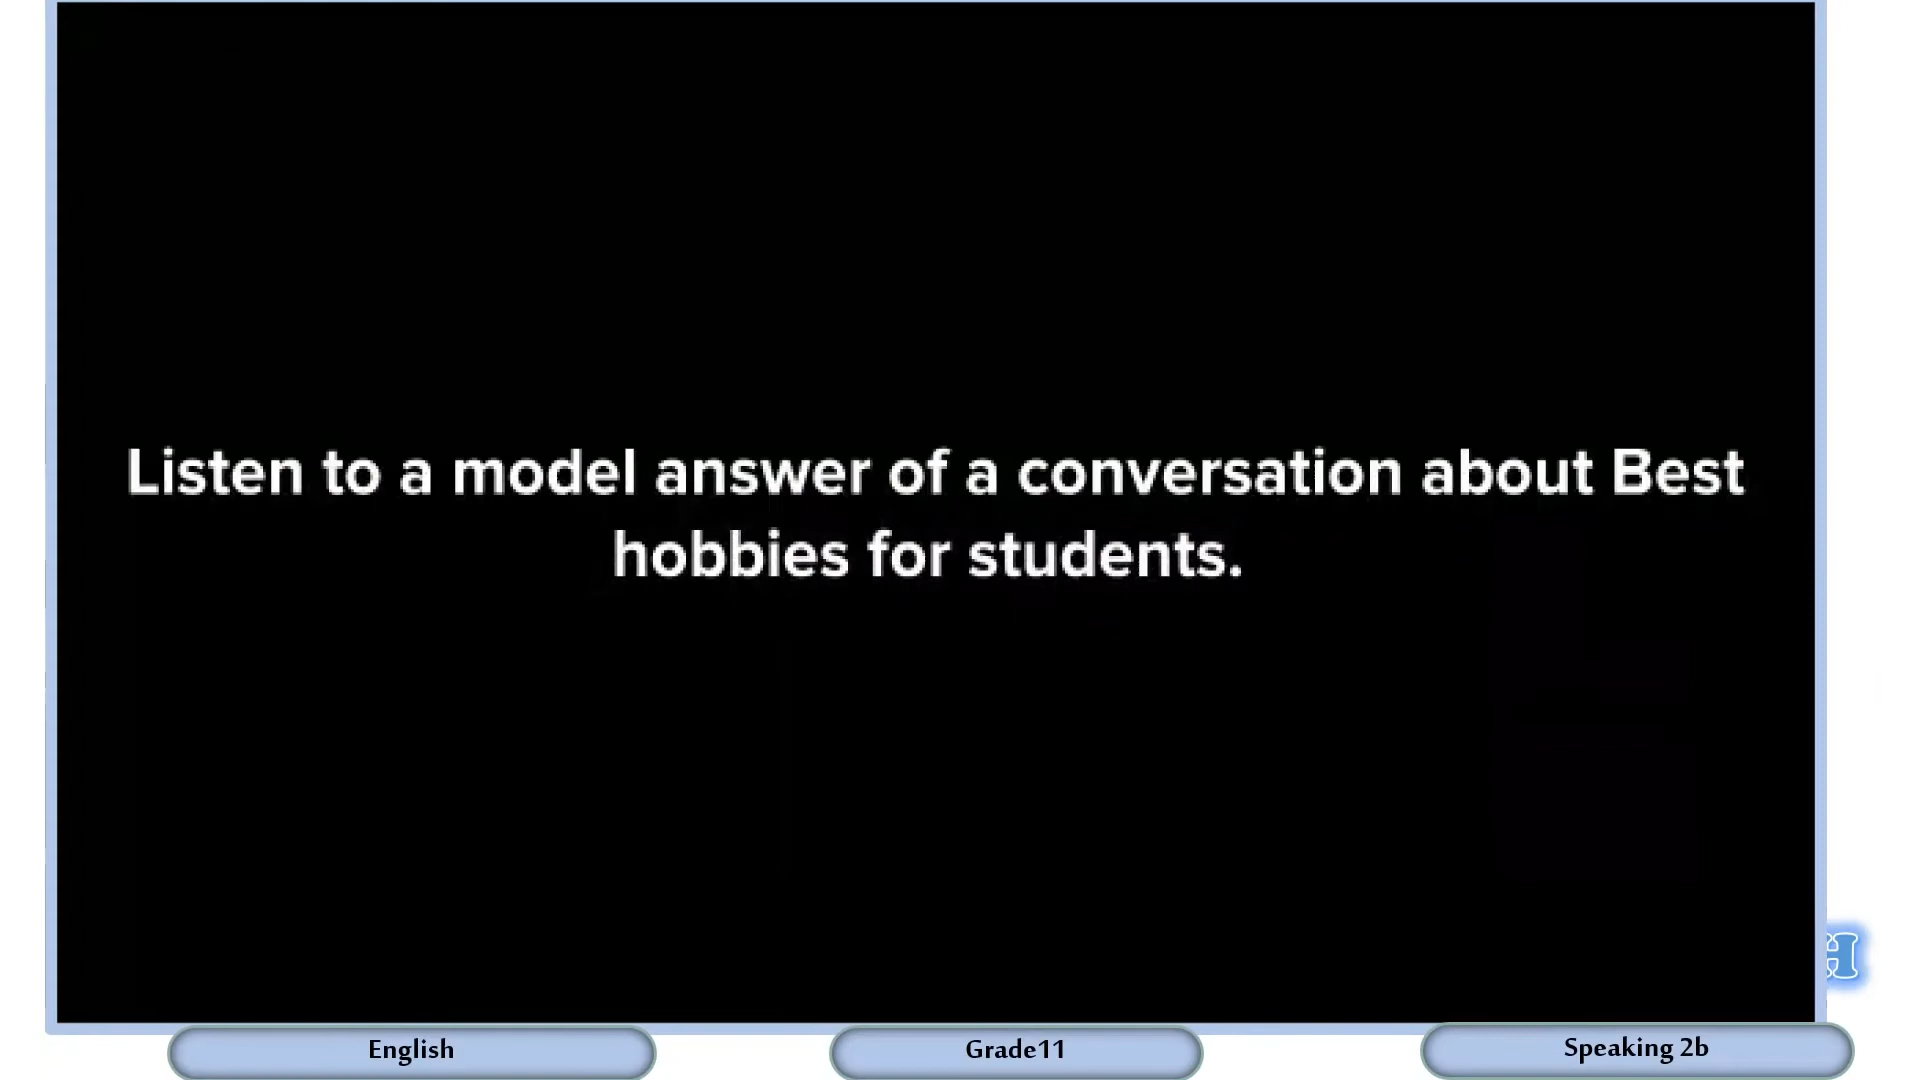 Listen to a model answer of a conversation about Best
hobbies for students.
H
English
Grade11
Speaking 2b